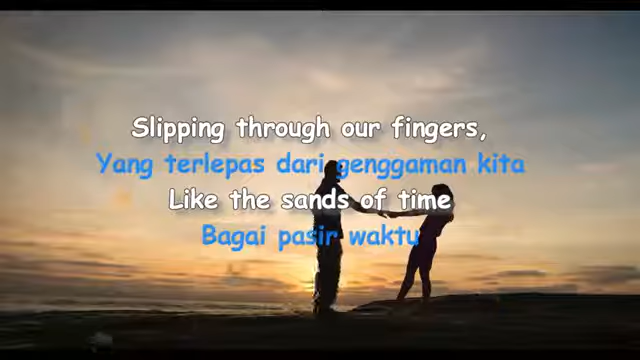 Slipping through our fingers,
Yang terlepas dari genggaman kita
Like the sands of time
Bagai pasir waktu